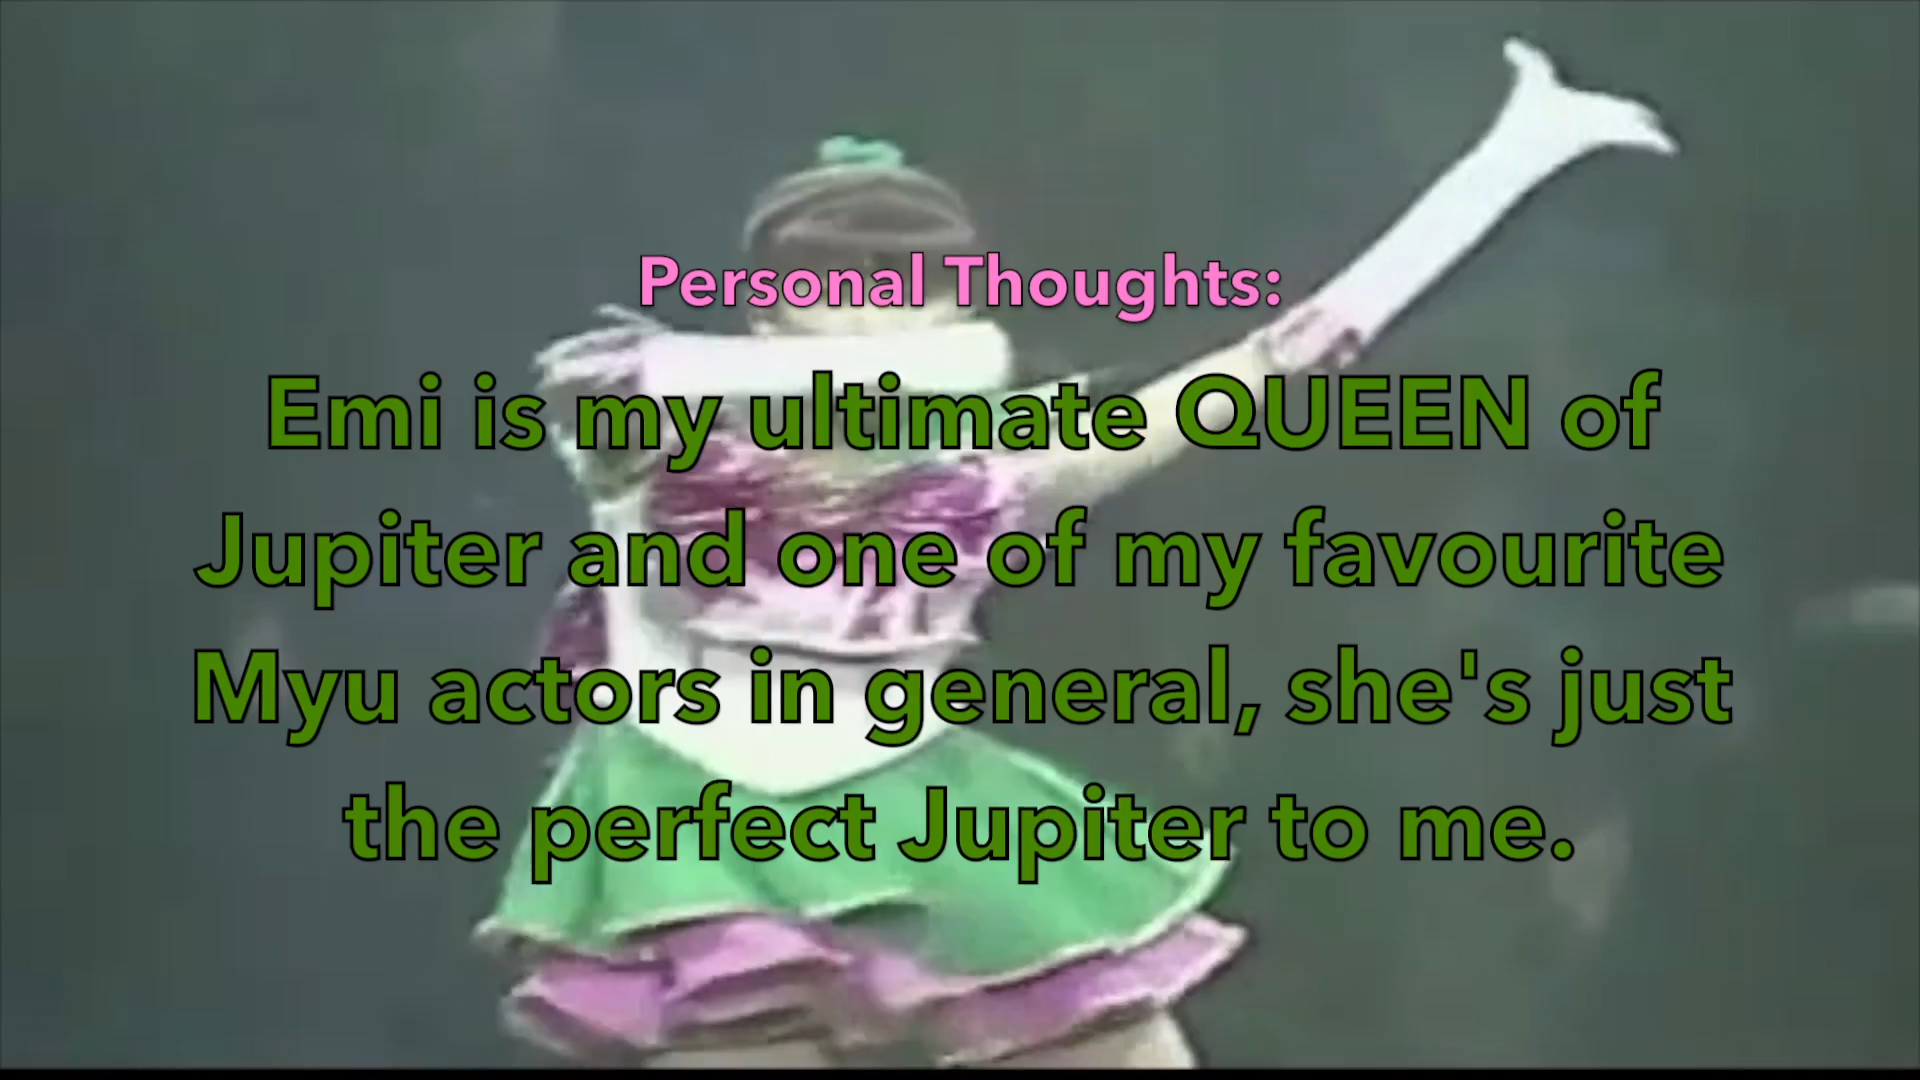 Personal Thoughts:
Emi is my ultimate QUEEN of
Jupiter and one of my favourite
Myu actors in general, she's just
the perfect Jupiter to me.